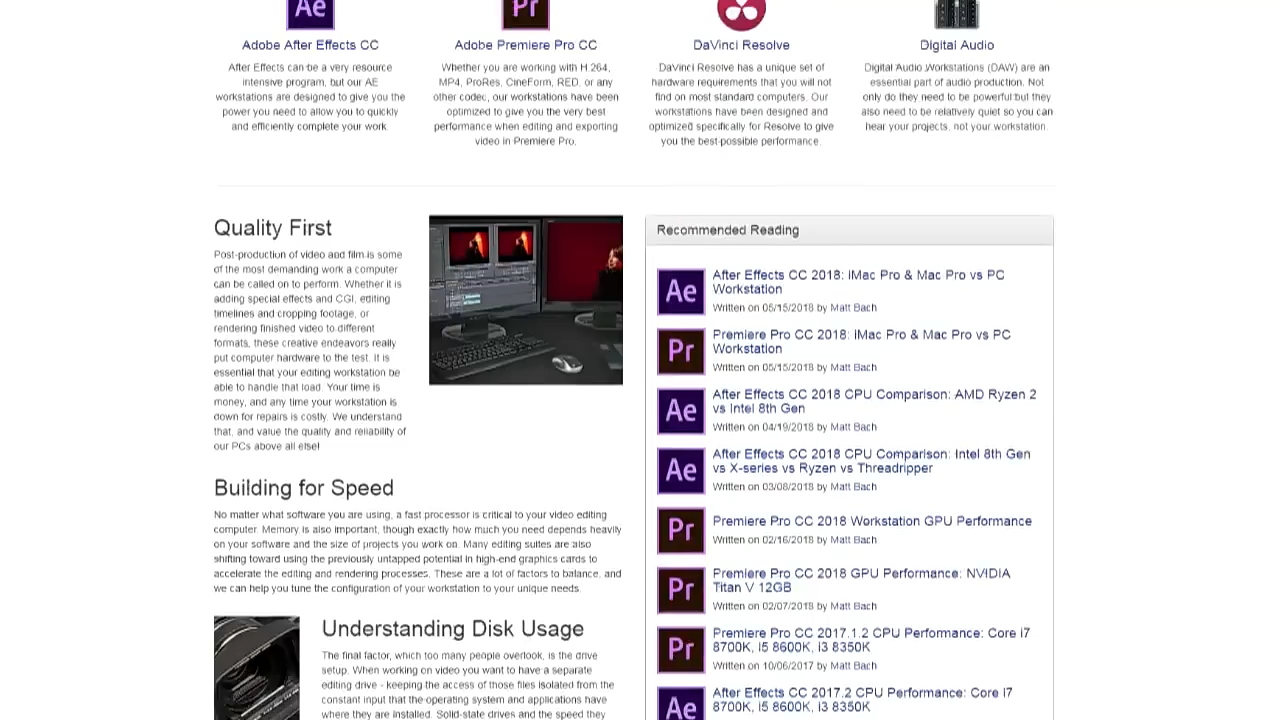 Ae
Pr
Adobe After Effects CC
After Effects can be a very resource
intensive program, but our AE
workstations are designed to give you the
power you need to allow you to quickly
and efficiently complete your work.
Adobe Premiere Pro CC
Whether you are working with H.264,
MP4, ProRes, CineForm, RED, or any
other codec, our workstations have been
optimized to give you the very best
performance when editing and exporting
video in Premiere Pro.
DaVinci Resolve
DaVinci Resolve has a unique set of
hardware requirements that you will not
find on most standard computers. Our
workstations have been designed and
optimized specifically for Resolve to give
you the best possible performance.
Digital Audio
Digital Audio Workstations (DAW) are an
essential part of audio production. Not
only do they need to be powerful but they
also need to be relatively quiet so you can
hear your projects, not your workstation.
Quality First
Post-production of video and film is some
of the most demanding work a computer
can be called on to perform. Whether it is
adding special effects and CGI, editing
timelines and cropping footage, or
rendering finished video to different
formats, these creative endeavors really
put computer hardware to the test. It is
essential that your editing workstation be
able to handle that load. Your time is
money, and any time your workstation is
down for repairs is costly. We understand
that, and value the quality and reliability of
our PCs above all else!
Building for Speed
No matter what software you are using, a fast processor is critical to your video editing
computer. Memory is also important, though exactly how much you need depends heavily
on your software and the size of projects you work on. Many editing suites are also
shifting toward using the previously untapped potential in high-end graphics cards to
accelerate the editing and rendering processes. These are a lot of factors to balance, and
we can help you tune the configuration of your workstation to your unique needs.
Understanding Disk Usage
The final factor, which too many people overlook, is the drive
setup. When working on video you want to have a separate
editing drive - keeping the access of those files isolated from the
constant input that the operating system and applications have
where they are installed. Solid-state drives and the speed they
Recommended Reading
Ae
After Effects CC 2018: iMac Pro & Mac Pro vs PC
Workstation
Written on 05/15/2018 by Matt Bach
Pr
Premiere Pro CC 2018: iMac Pro & Mac Pro vs PC
Workstation
Written on 05/15/2018 by Matt Bach
Ae
After Effects CC 2018 CPU Comparison: AMD Ryzen 2
vs Intel 8th Gen
Written on 04/19/2018 by Matt Bach
Ae
After Effects CC 2018 CPU Comparison: Intel 8th Gen
vs X-series vs Ryzen vs Threadripper
Written on 03/08/2018 by Matt Bach
Pr
Premiere Pro CC 2018 Workstation GPU Performance
Written on 02/16/2018 by Matt Bach
Pr
Premiere Pro CC 2018 GPU Performance: NVIDIA
Titan V 12GB
Written on 02/07/2018 by Matt Bach
Pr
Premiere Pro CC 2017.1.2 CPU Performance: Core i7
8700K, i5 8600K, i3 8350K
Written on 10/06/2017 by Matt Bach
Ae
After Effects CC 2017.2 CPU Performance: Core i7
8700K, i5 8600K, i3 8350K